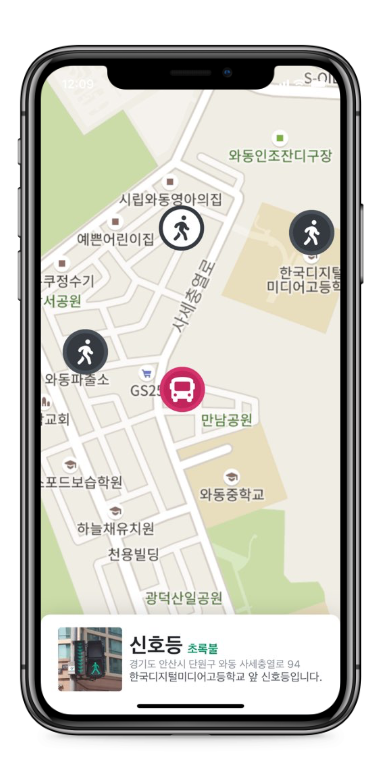 12:09
S-OIL
와동인조잔디구장
시립와동영아의집
예쁜어린이집
한국디지털
미디어고등학
쿠정수기
서공원
사세충열로
와동파출소
GS25
만남공원
교회
스포드보습학원
와동중학교
하늘채유치원
천용빌딩
광덕산일공원
신호등 초록불
경기도 안산시 단원구 와동 사세충열로 94
한국디지털미디어고등학교 앞 신호등입니다.